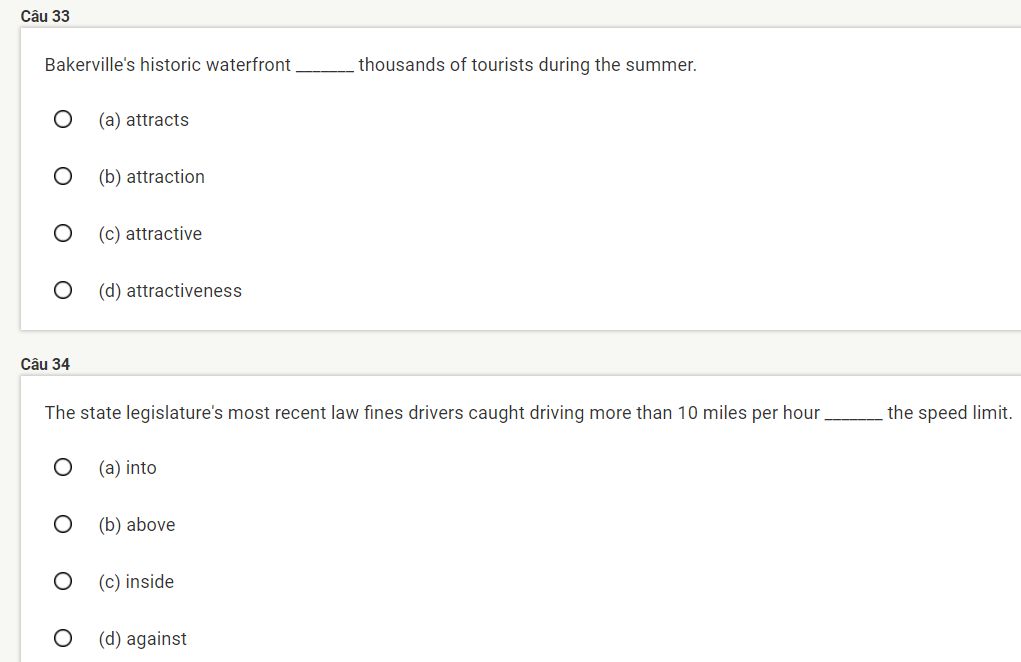 Câu 33
Bakerville's historic waterfront _______ thousands of tourists during the summer.
(a) attracts
(b) attraction
(c) attractive
(d) attractiveness
Câu 34
The state legislature's most recent law fines drivers caught driving more than 10 miles per hour _______ the speed limit.
(a) into
(b) above
(c) inside
(d) against